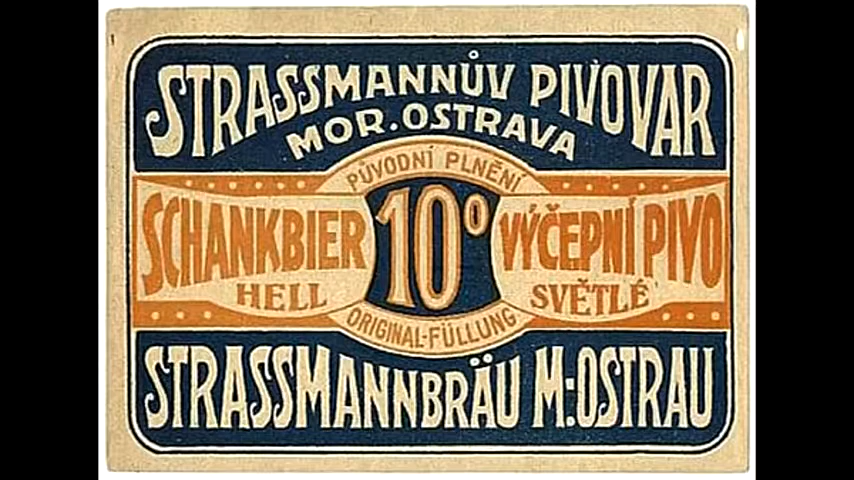 STRASSMANNŮV PIVOVAR
MOR. OSTRAVA
PŮVODNÍ PLNĚNÍ
SCHANKBIER 10° VÝČEPNÍ PIVO
HELL SVĚTLÉ
ORIGINAL-FÜLLUNG
STRASSMANNBRÄU M:OSTRAU